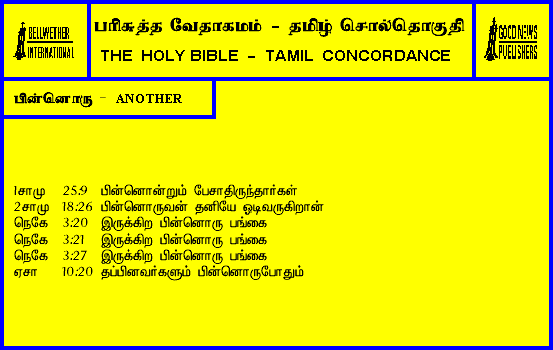 BELLWETHER
INTERNATIONAL
பரிசுத்த வேதாகமம் - தமிழ் சொல்தொகுதி
THE HOLY BIBLE - TAMIL CONCORDANCE
GOOD NEWS
PUBLISHERS
பின்னொரு - ANOTHER
1சாமு 25:9 பின்னொன்றும் பேசாதிருந்தார்கள்
2சாமு 18:26 பின்னொருவன் தனியே ஓடிவருகிறான்
நெகே 3:20 இருக்கிற பின்னொரு பங்கை
நெகே 3:21 இருக்கிற பின்னொரு பங்கை
நெகே 3:27 இருக்கிற பின்னொரு பங்கை
ஏசா 10:20 தப்பினவர்களும் பின்னொருபோதும்